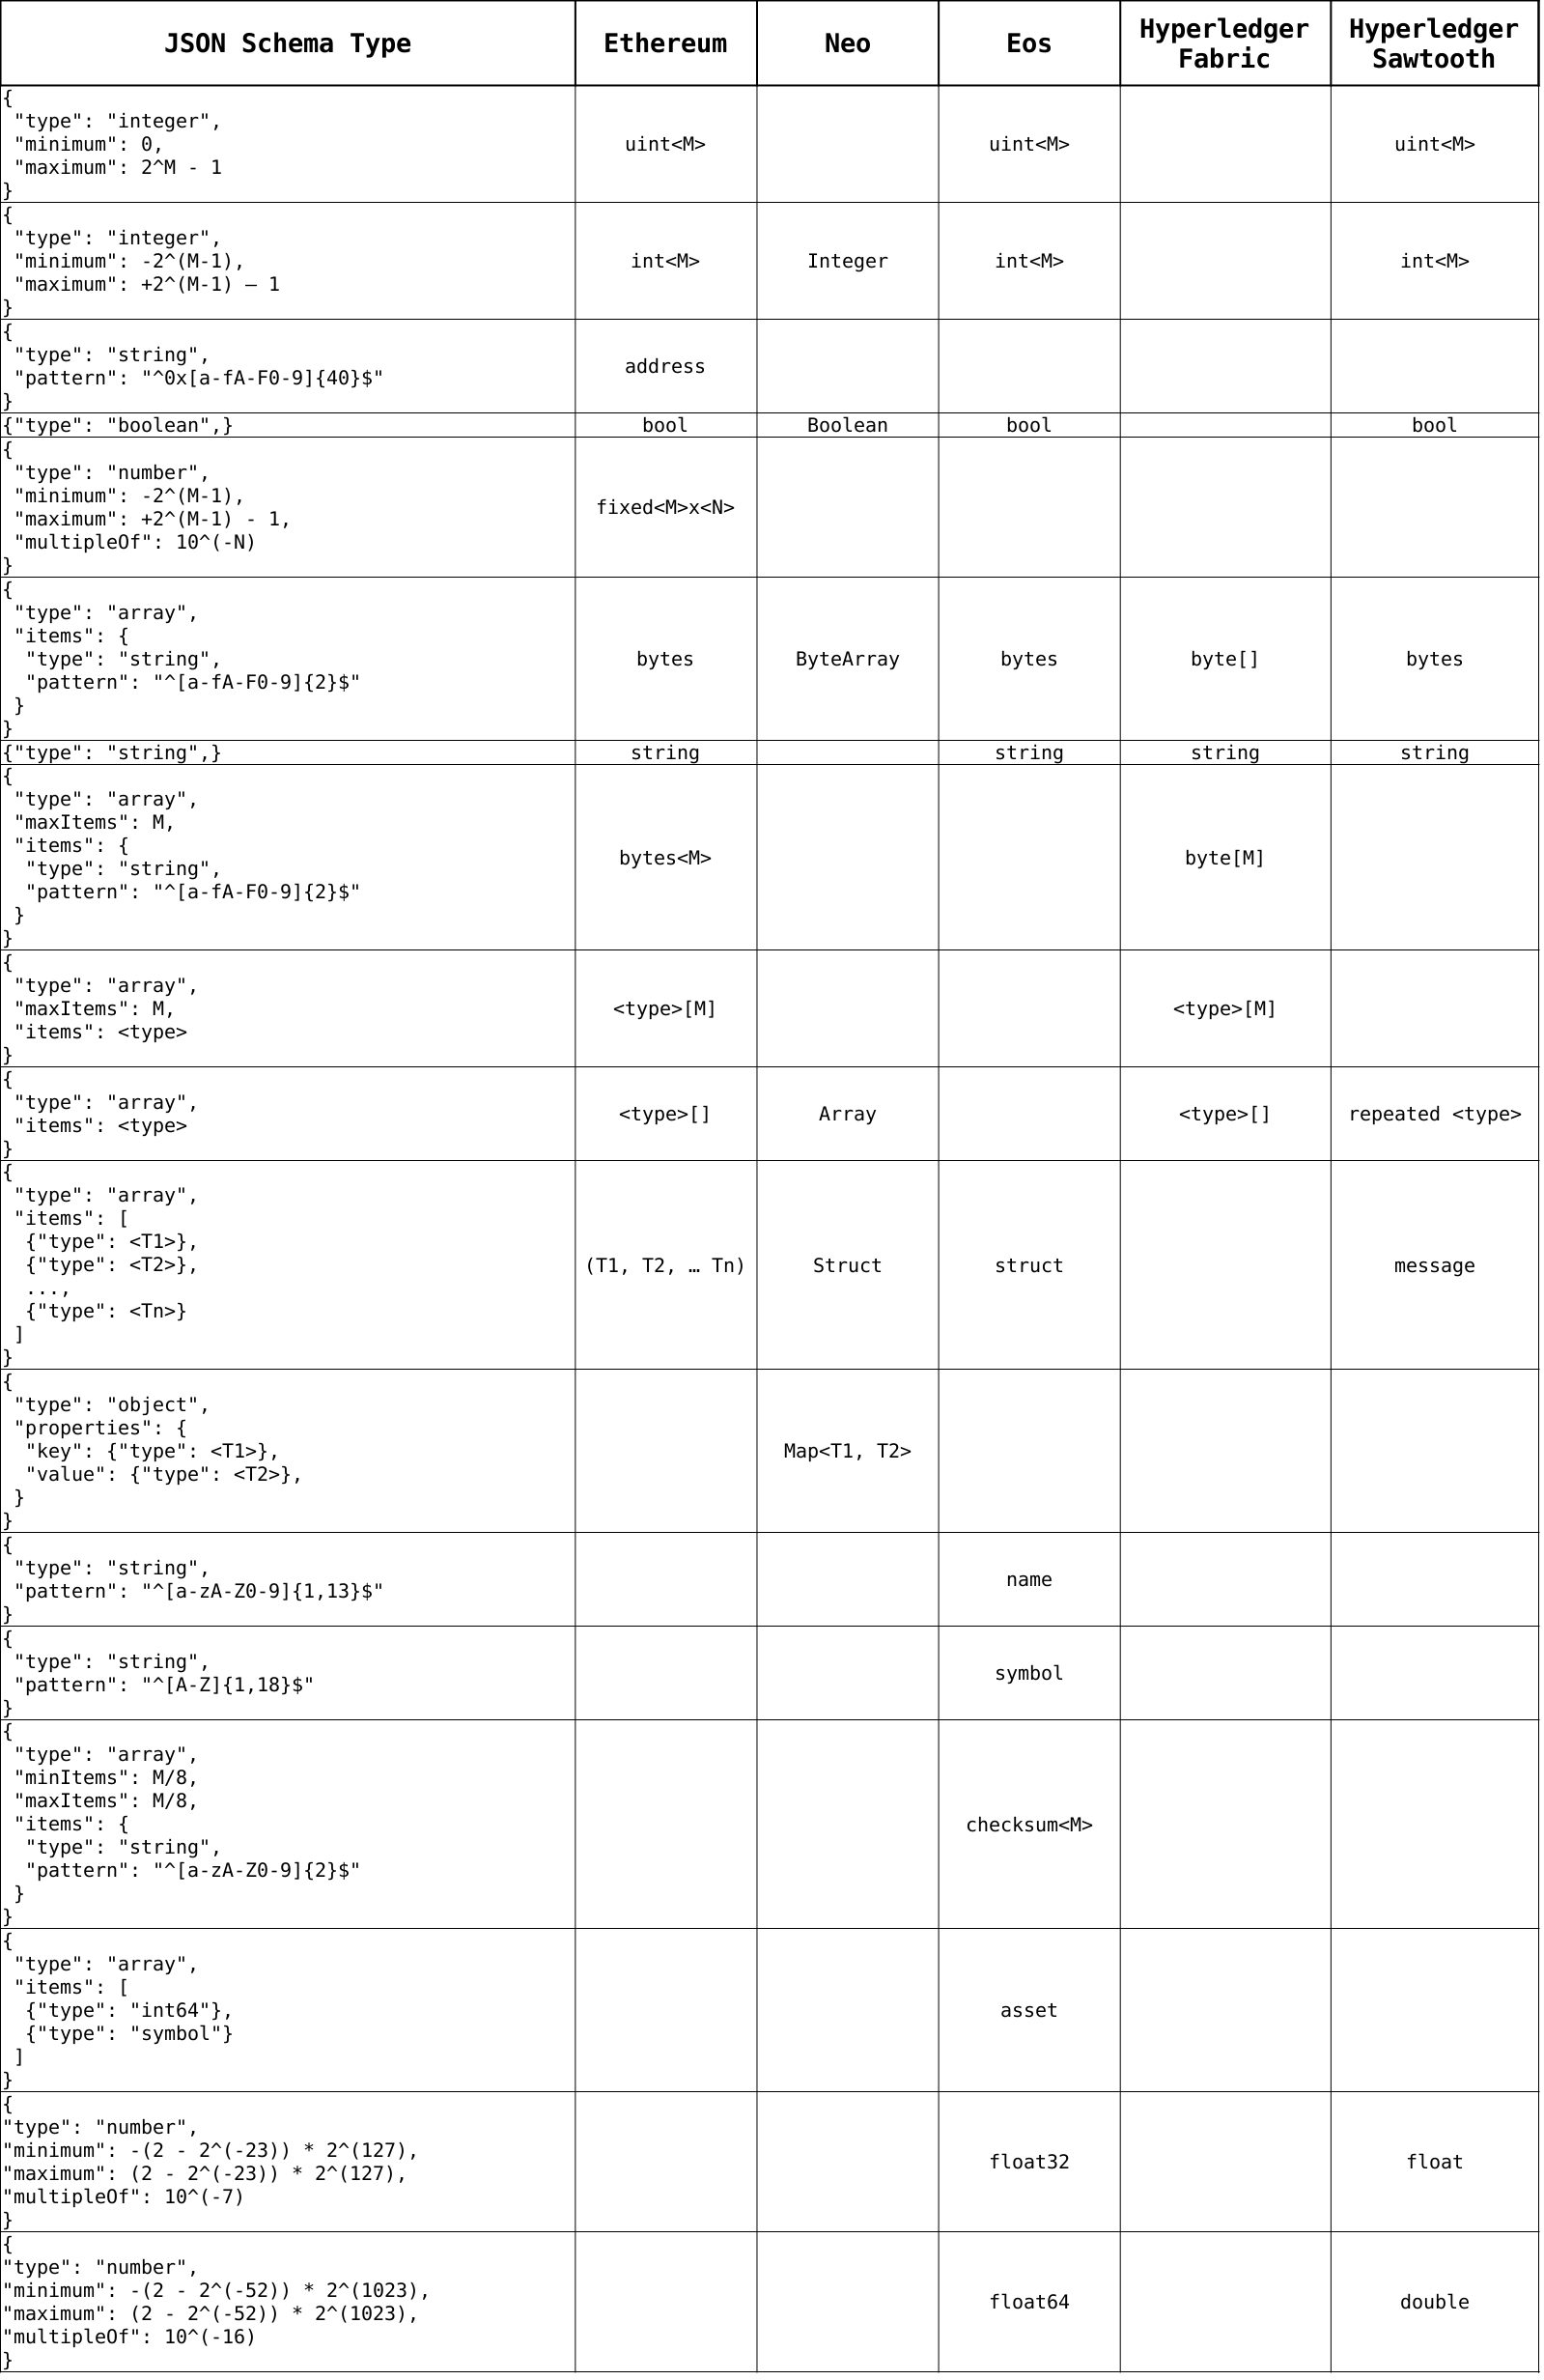 JSON Schema Type Ethereum Neo Eos Hyperledger Fabric Hyperledger Sawtooth
{
"type": "integer",
"minimum": 0,
uint<M> uint<M> uint<M>
"maximum": 2^M - 1
}
{
"type": "integer",
"minimum": -2^(M-1),
int<M> Integer int<M> int<M>
"maximum": +2^(M-1) – 1
}
{
"type": "string",
address
"pattern": "^0x[a-fA-F0-9]{40}$"
}
{"type": "boolean",} bool Boolean bool bool
{
"type": "number",
"minimum": -2^(M-1),
fixed<M>x<N>
"maximum": +2^(M-1) - 1,
"multipleOf": 10^(-N)
}
{
"type": "array",
"items": {
"type": "string",
bytes ByteArray bytes byte[] bytes
"pattern": "^[a-fA-F0-9]{2}$"
}
}
{"type": "string",} string string string string
{
"type": "array",
"maxItems": M,
"items": {
bytes<M> byte[M]
"type": "string",
"pattern": "^[a-fA-F0-9]{2}$"
}
}
{
"type": "array",
"maxItems": M,
<type>[M] <type>[M]
"items": <type>
}
{
"type": "array",
<type>[] Array <type>[] repeated <type>
"items": <type>
}
{
"type": "array",
"items": [
{"type": <T1>},
{"type": <T2>},
(T1, T2, … Tn) Struct struct message
...,
{"type": <Tn>}
]
}
{
"type": "object",
"properties": {
"key": {"type": <T1>},
Map<T1, T2>
"value": {"type": <T2>},
}
}
{
"type": "string",
name
"pattern": "^[a-zA-Z0-9]{1,13}$"
}
{
"type": "string",
symbol
"pattern": "^[A-Z]{1,18}$"
}
{
"type": "array",
"minItems": M/8,
"maxItems": M/8,
"items": {
checksum<M>
"type": "string",
"pattern": "^[a-zA-Z0-9]{2}$"
}
}
{
"type": "array",
"items": [
{"type": "int64"},
asset
{"type": "symbol"}
]
}
{
"type": "number",
"minimum": -(2 - 2^(-23)) * 2^(127),
float32 float
"maximum": (2 - 2^(-23)) * 2^(127),
"multipleOf": 10^(-7)
}
{
"type": "number",
"minimum": -(2 - 2^(-52)) * 2^(1023),
float64 double
"maximum": (2 - 2^(-52)) * 2^(1023),
"multipleOf": 10^(-16)
}